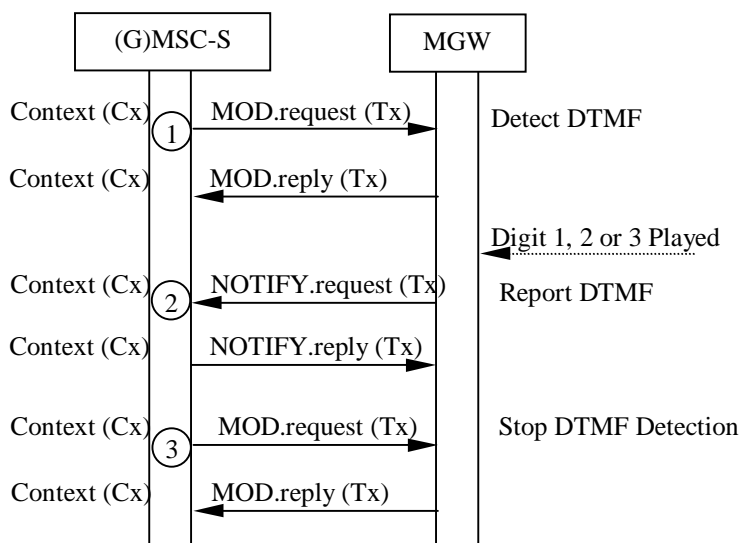 (G)MSC-S MGW
Context (Cx) 1 MOD.request (Tx) Detect DTMF
Context (Cx) MOD.reply (Tx)
Digit 1, 2 or 3 Played
Context (Cx) 2 NOTIFY.request (Tx) Report DTMF
Context (Cx) NOTIFY.reply (Tx)
Context (Cx) 3 MOD.request (Tx) Stop DTMF Detection
Context (Cx) MOD.reply (Tx)